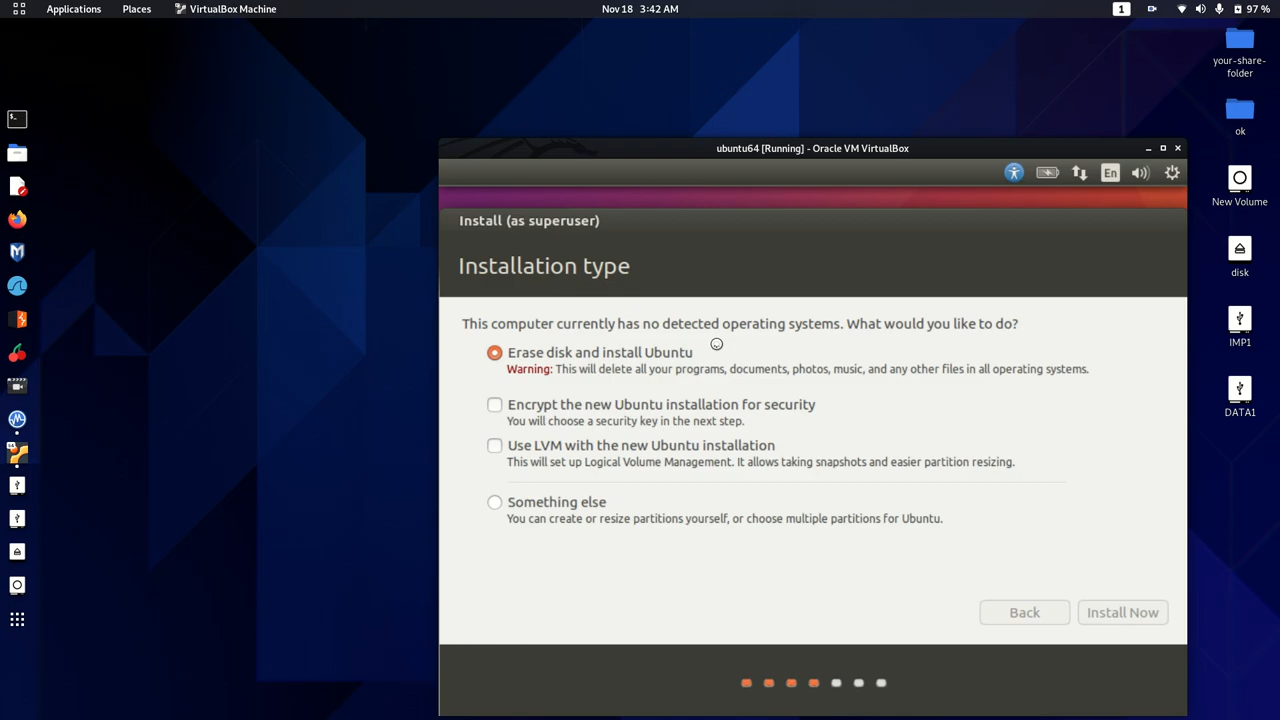 Applications Places VirtualBox Machine Nov 18 3:42 AM 1 97 %
your-share-folder
ok
New Volume
disk
IMP1
DATA1
ubuntu64 [Running] - Oracle VM VirtualBox
En
Install (as superuser)
Installation type
This computer currently has no detected operating systems. What would you like to do?
Erase disk and install Ubuntu
Warning: This will delete all your programs, documents, photos, music, and any other files in all operating systems.
Encrypt the new Ubuntu installation for security
You will choose a security key in the next step.
Use LVM with the new Ubuntu installation
This will set up Logical Volume Management. It allows taking snapshots and easier partition resizing.
Something else
You can create or resize partitions yourself, or choose multiple partitions for Ubuntu.
Back Install Now